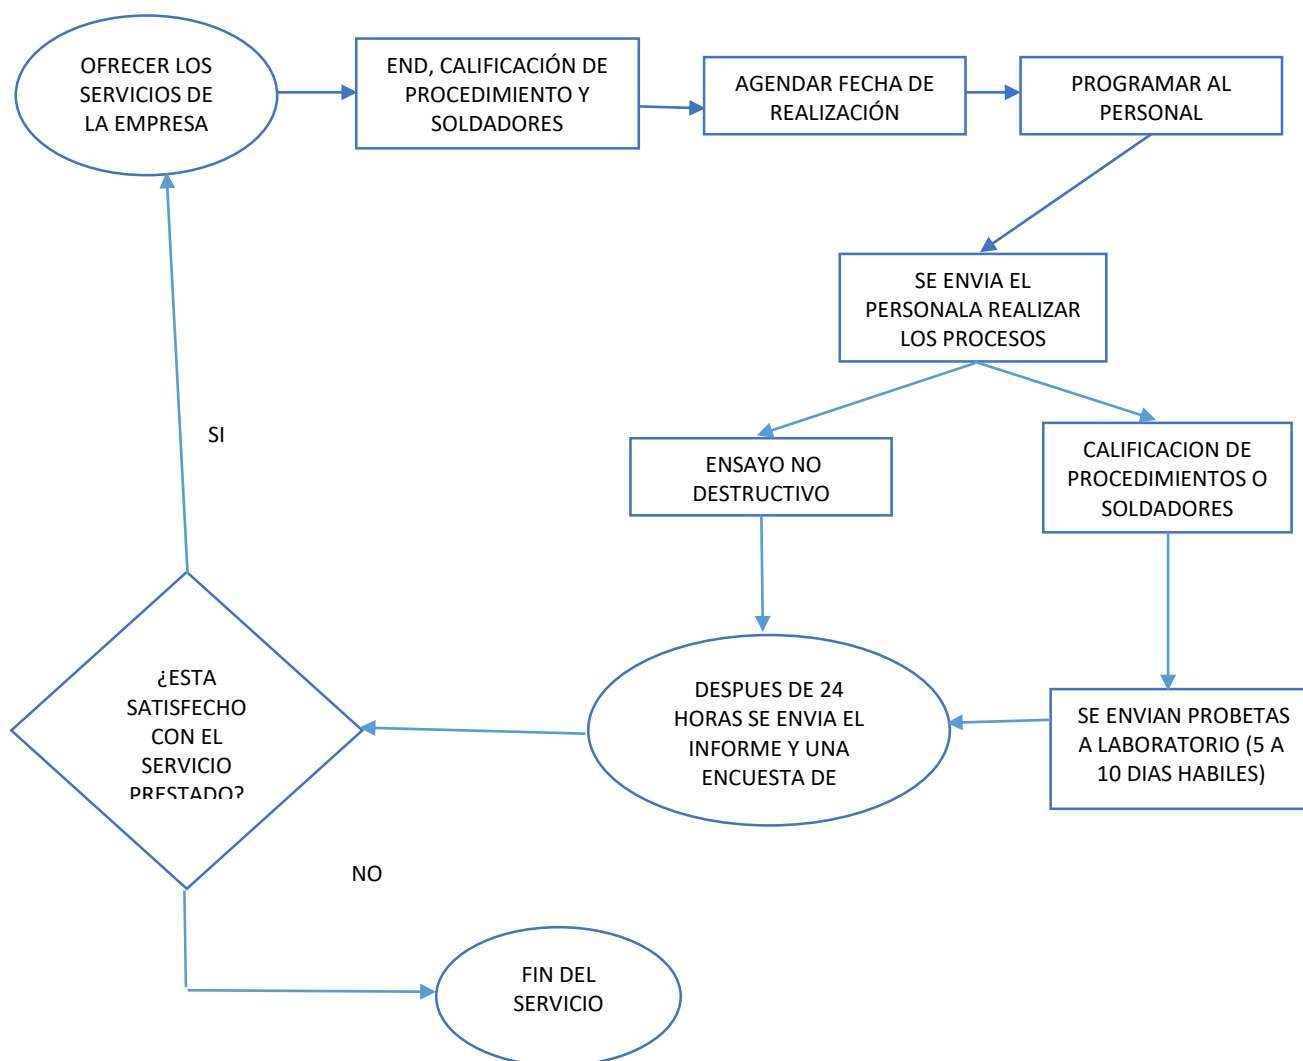 OFRECER LOS
SERVICIOS DE
LA EMPRESA
END, CALIFICACIÓN DE
PROCEDIMIENTO Y
SOLDADORES
AGENDAR FECHA DE
REALIZACIÓN
PROGRAMAR AL
PERSONAL
SE ENVIA EL
PERSONALA REALIZAR
LOS PROCESOS
ENSAYO NO
DESTRUCTIVO
CALIFICACION DE
PROCEDIMIENTOS O
SOLDADORES
SE ENVIAN PROBETAS
A LABORATORIO (5 A
10 DIAS HABILES)
DESPUES DE 24
HORAS SE ENVIA EL
INFORME Y UNA
ENCUESTA DE
¿ESTA
SATISFECHO
CON EL
SERVICIO
PRESTADO?
SI
NO
FIN DEL
SERVICIO